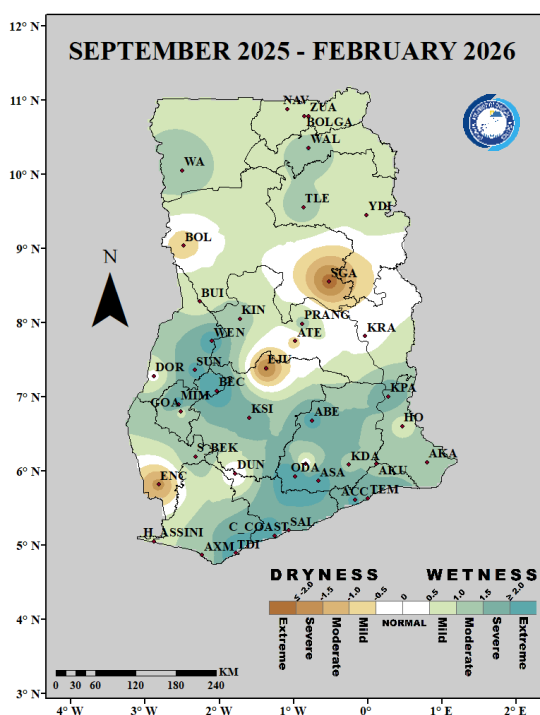 12° N
SEPTEMBER 2025 - FEBRUARY 2026
11° N
NAV
ZUA
BOLGA
WAL
WA
10° N
TLE
YDI
9° N
BOL
N
SGA
BUI
KIN
PRANG
8° N
WEN
ATE
KRA
SUN
EJU
DOR
BEC
KPA
7° N
GOA
MIM
KSI
ABE
HO
S_BEK
KDA
AKA
6° N
DUN
ODA
ASA
AKU
ENC
ACC
TEM
C_COAST
SAL
H_ASSINI
5° N
AXM
TDI
DRYNESS WETNESS
≤ -2.0 -1.5 -1.0 -0.5 0.5 1.0 1.5 ≥ 2.0
4° N
Extreme Severe Moderate Mild NORMAL Mild Moderate Severe Extreme
KM
0 15 30 60 120 180 240
3° N
4° W 3° W 2° W 1° W 0° 1° E 2° E